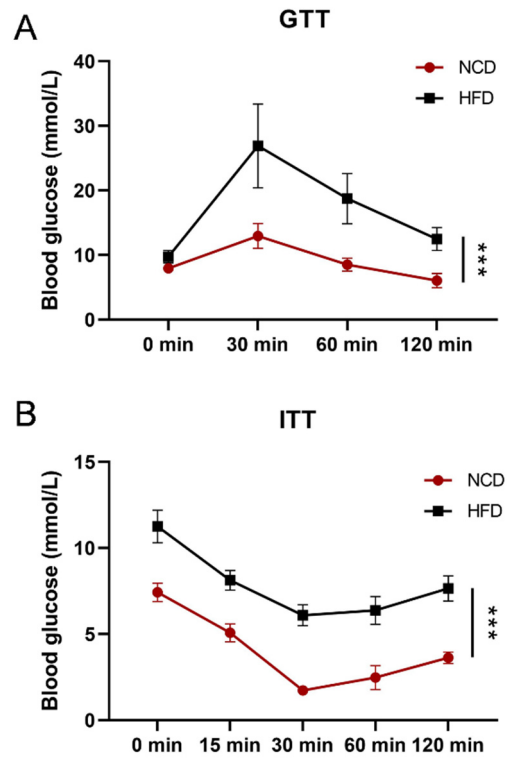 A
GTT
Blood glucose (mmol/L)
40
30
20
10
0
NCD
HFD
***
0 min 30 min 60 min 120 min
B
ITT
Blood glucose (mmol/L)
15
10
5
0
NCD
HFD
***
0 min 15 min 30 min 60 min 120 min